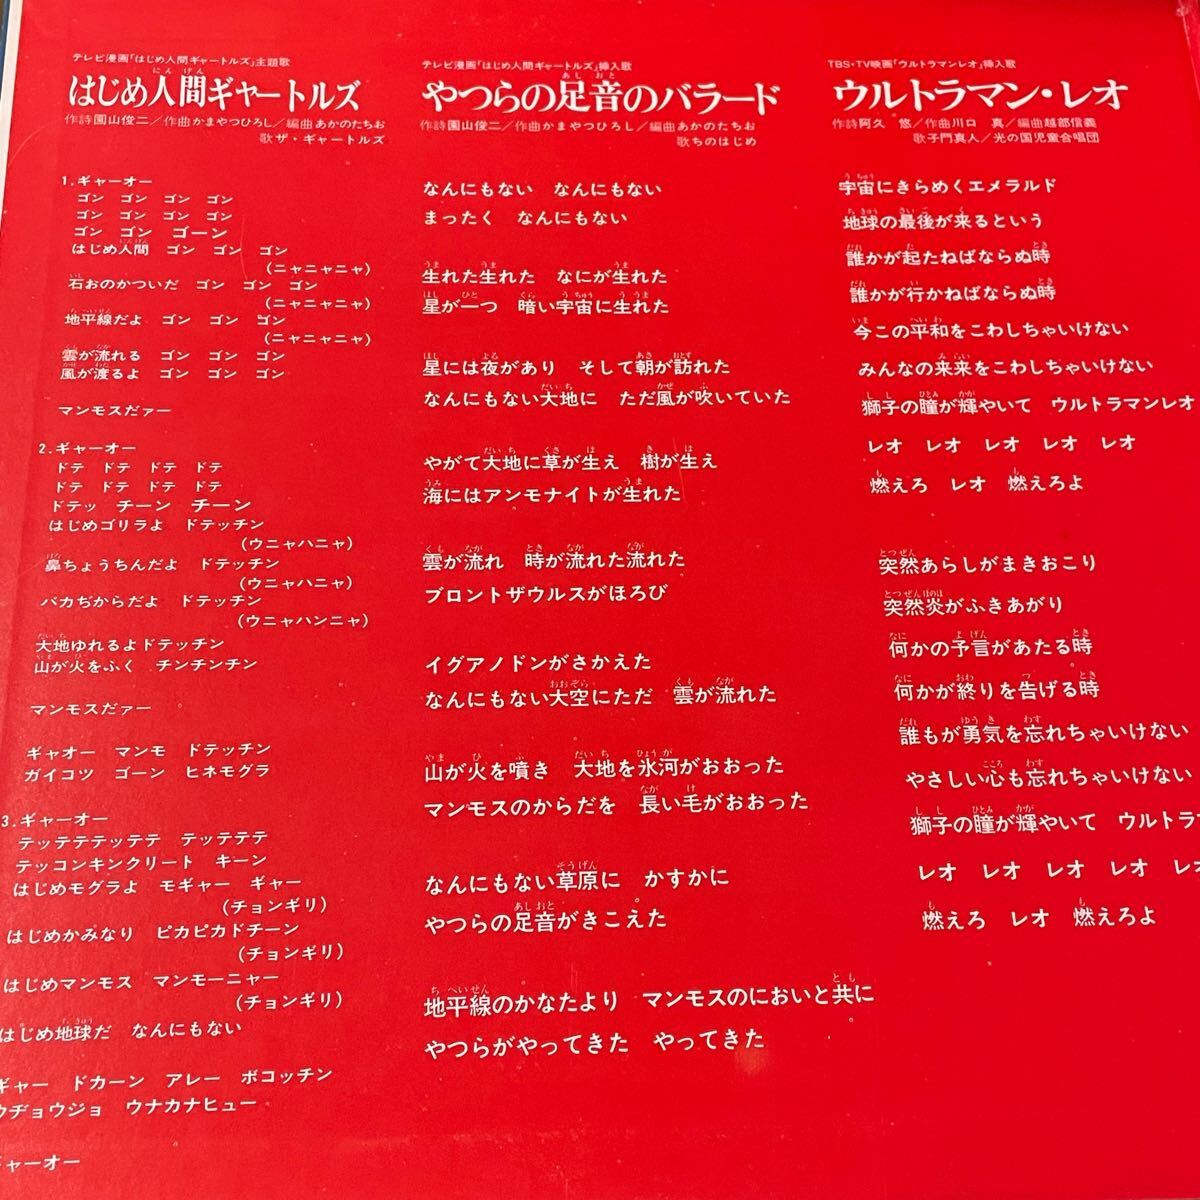 テレビ漫画「はじめ人間ギャートルズ」主題歌
はじめ人間ギャートルズ
作詩園山俊二/作曲かまやつひろし/編曲あかのたちお
歌ザ・ギャートルズ
1.ギャーオー
ゴン ゴン ゴン ゴン
ゴン ゴン ゴン ゴン
ゴン ゴン ゴーン
はじめ人間 ゴン ゴン ゴン
(ニャニャニャ)
石おのかついだ ゴン ゴン ゴン
(ニャニャニャ)
地平線だよ ゴン ゴン ゴン
(ニャニャニャ)
雲が流れる ゴン ゴン ゴン
風が渡るよ ゴン ゴン ゴン
マンモスだァー
2.ギャーオー
ドテ ドテ ドテ ドテ
ドテ ドテ ドテ ドテ
ドテッ チーン チーン
はじめゴリラよ ドテッチン
(ウニャハニャ)
鼻ちょうちんだよ ドテッチン
(ウニャハニャ)
バカぢからだよ ドテッチン
(ウニャハンニャ)
大地ゆれるよドテッチン
山が火をふく チンチンチン
マンモスだァー
ギャオー マンモ ドテッチン
ガイコツ ゴーン ヒネモグラ
3.ギャーオー
テッテテテッテテ テッテテテ
テッコンキンクリート キーン
はじめモグラよ モギャー ギャー
(チョンギリ)
はじめかみなり ピカピカドチーン
(チョンギリ)
はじめマンモス マンモーニャー
(チョンギリ)
はじめ地球だ なんにもない
ギャー ドカーン アレー ボコッチン
ウヂョウジョ ウナカナヒュー
ギャーオー
テレビ漫画「はじめ人間ギャートルズ」挿入歌
やつらの足音のバラード
作詩園山俊二/作曲かまやつひろし/編曲あかのたちお
歌ちのはじめ
なんにもない なんにもない
まったく なんにもない
生れた生れた なにが生れた
星が一つ 暗い宇宙に生れた
星には夜があり そして朝が訪れた
なんにもない大地に ただ風が吹いていた
やがて大地に草が生え 樹が生え
海にはアンモナイトが生れた
雲が流れ 時が流れた流れた
ブロントザウルスがほろび
イグアノドンがさかえた
なんにもない大空にただ 雲が流れた
山が火を噴き 大地を氷河がおおった
マンモスのからだを 長い毛がおおった
なんにもない草原に かすかに
やつらの足音がきこえた
地平線のかなたより マンモスのにおいと共に
やつらがやってきた やってきた
TBS・TV映画「ウルトラマンレオ」挿入歌
ウルトラマン・レオ
作詩阿久 悠/作曲川口 真/編曲越部信義
歌子門真人/光の国児童合唱団
宇宙にきらめくエメラルド
地球の最後が来るという
誰かが起たねばならぬ時
誰かが行かねばならぬ時
今この平和をこわしちゃいけない
みんなの来来をこわしちゃいけない
獅子の瞳が輝やいて ウルトラマンレオ
レオ レオ レオ レオ レオ
燃えろ レオ 燃えろよ
突然あらしがまきおこり
突然炎がふきあがり
何かの予言があたる時
何かが終りを告げる時
誰もが勇気を忘れちゃいけない
やさしい心も忘れちゃいけない
獅子の瞳が輝やいて ウルトラマ
レオ レオ レオ レオ レオ
燃えろ レオ 燃えろよ